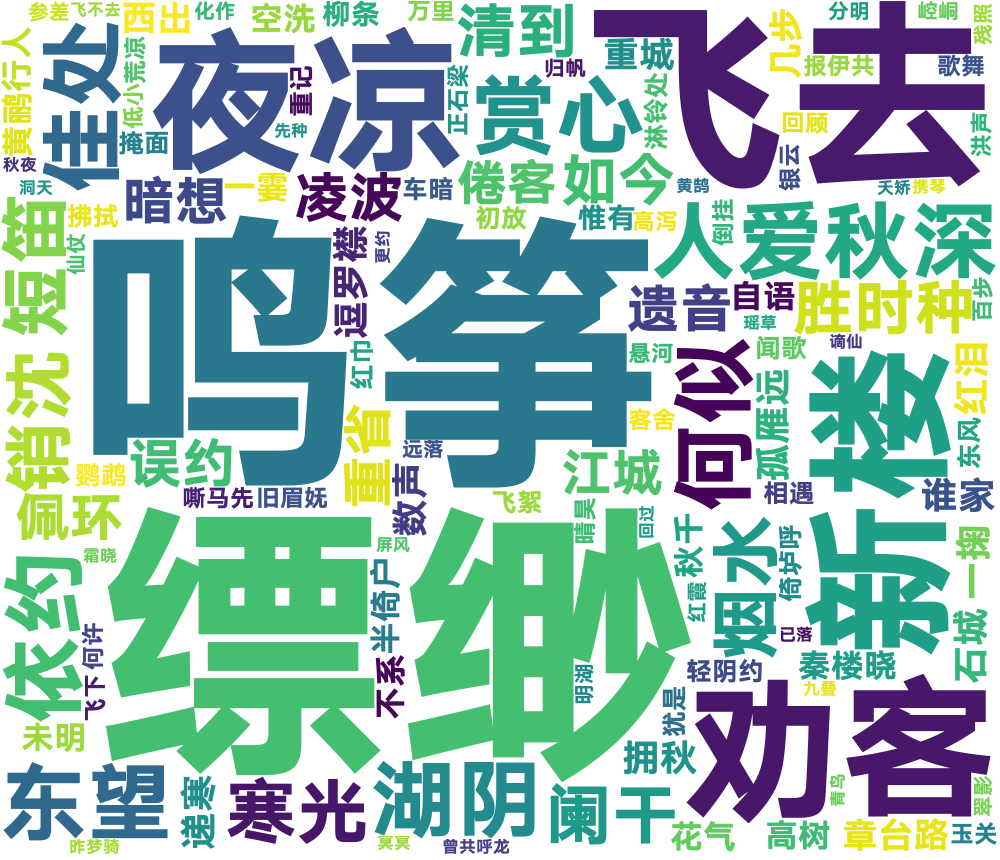 参差飞不去
西出
化作
空洗
柳条
万里
清到
重城
飞去
几步
分明
崆峒
残照
报伊共
歌舞
黄鹂行人
佳处
低小荒凉
夜凉
归帆
重记
正石梁
赏心
淋铃处
回顾
洪声
秋夜
掩面
先种
银云
洞天
暗想
一霎
凌波
车暗
倦客
如今
黄鹄
夭矫
携琴
拂拭
初放
惟有
高泻
倒挂
人爱秋深
短笛
仙仗
鸣筝
逗罗襟
更约
遗音
自语
胜时种
百步
瑶草
红巾
悬河
何似
闻歌
谪仙
楼
红泪
销沈
重省
客舍
孤雁远
东风
误约
远落
鹦鹉
江城
柤遇
谁家
佩环
嘶马先
旧眉妩
数声
飞絮
晴昊
回过
秋千
烟水
倚垆呼
新
一掬
霜晓
缥缈
屏风
依约
半倚户
红霞
已落
石城
何许
飞下
不系
明湖
轻阴约
秦楼晓
九叠
犹是
劝客
未明
拥秋
东望
递寒
寒光
湖阴
阑干
青鸟
翠影
花气
高树
章台路
玉关
昨梦骑
冥冥
曾共呼龙